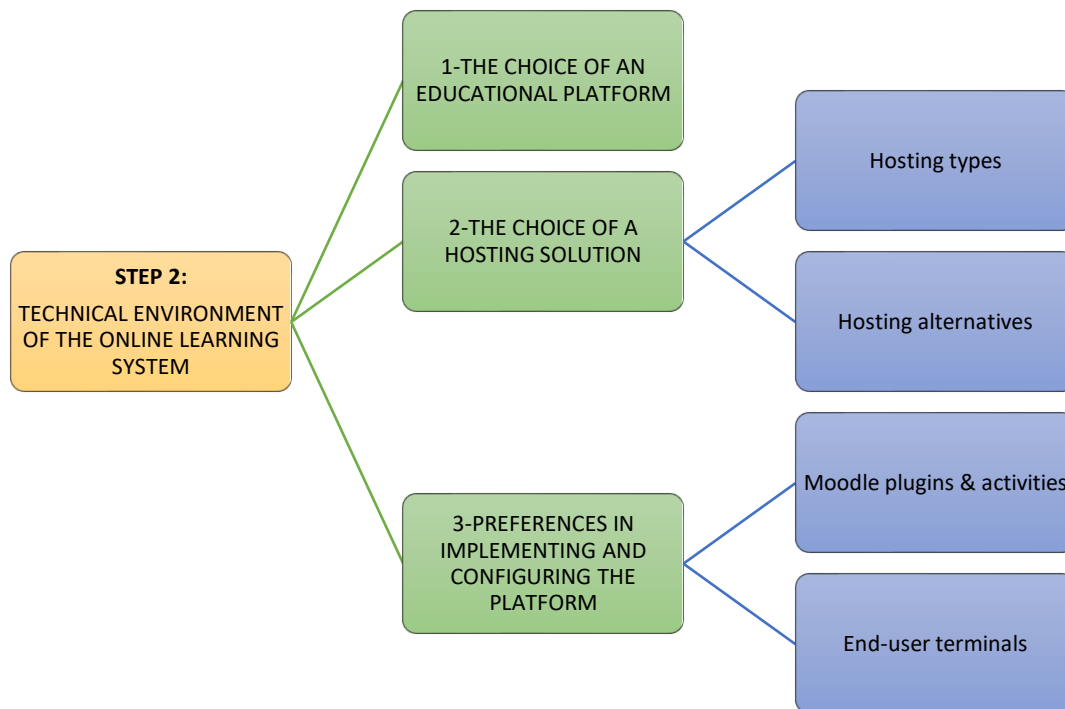 STEP 2:
TECHNICAL ENVIRONMENT
OF THE ONLINE LEARNING
SYSTEM
1-THE CHOICE OF AN
EDUCATIONAL PLATFORM
2-THE CHOICE OF A
HOSTING SOLUTION
Hosting types
Hosting alternatives
3-PREFERENCES IN
IMPLEMENTING AND
CONFIGURING THE
PLATFORM
Moodle plugins & activities
End-user terminals